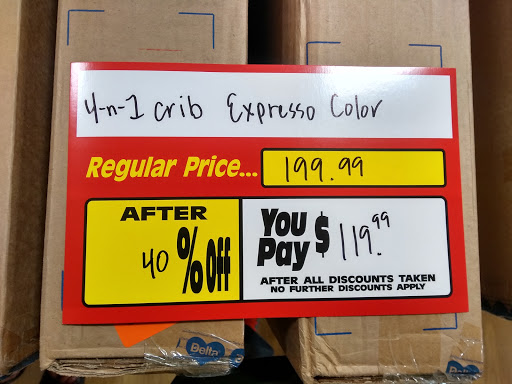 4-n-1 crib Expresso Color
Regular Price... 199.99
AFTER
40 % Off
You Pay $ 119.99
AFTER ALL DISCOUNTS TAKEN
NO FURTHER DISCOUNTS APPLY
Delta